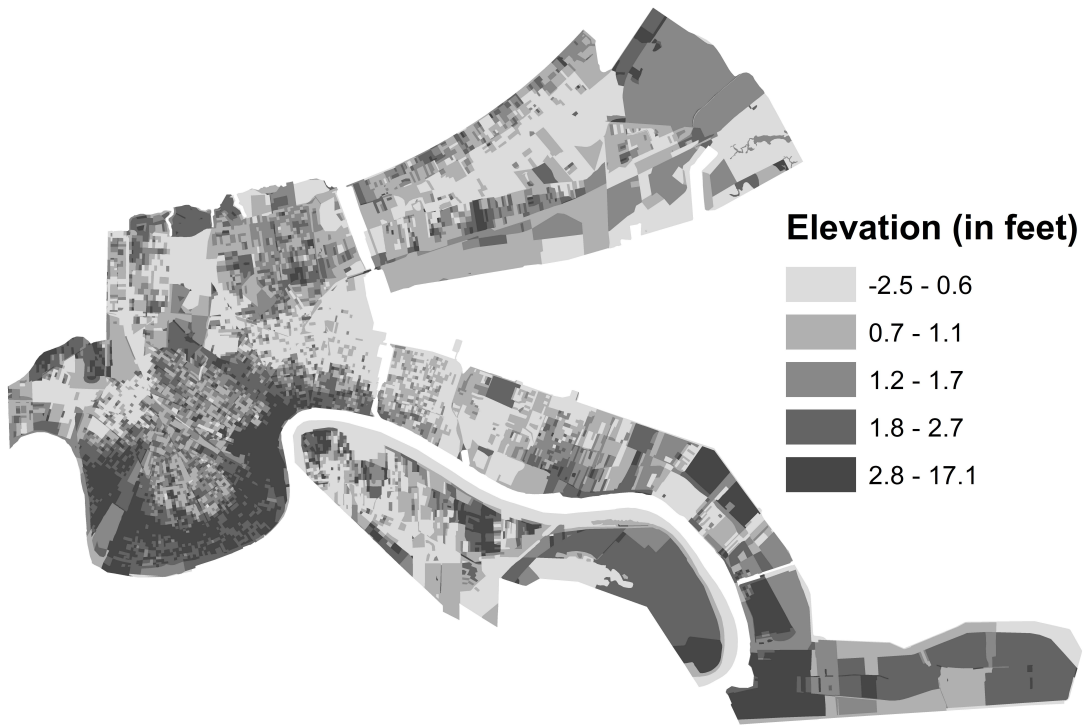 Elevation (in feet)
-2.5 - 0.6
0.7 - 1.1
1.2 - 1.7
1.8 - 2.7
2.8 - 17.1